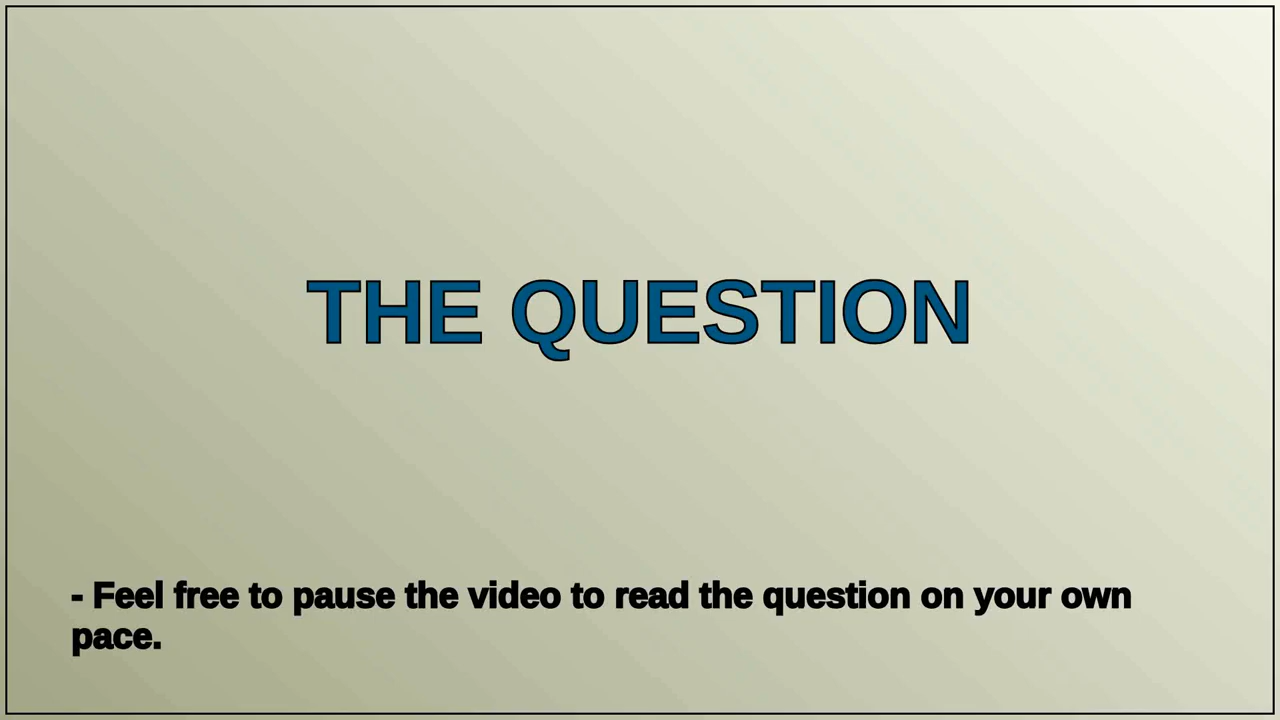 THE QUESTION
- Feel free to pause the video to read the question on your own
pace.